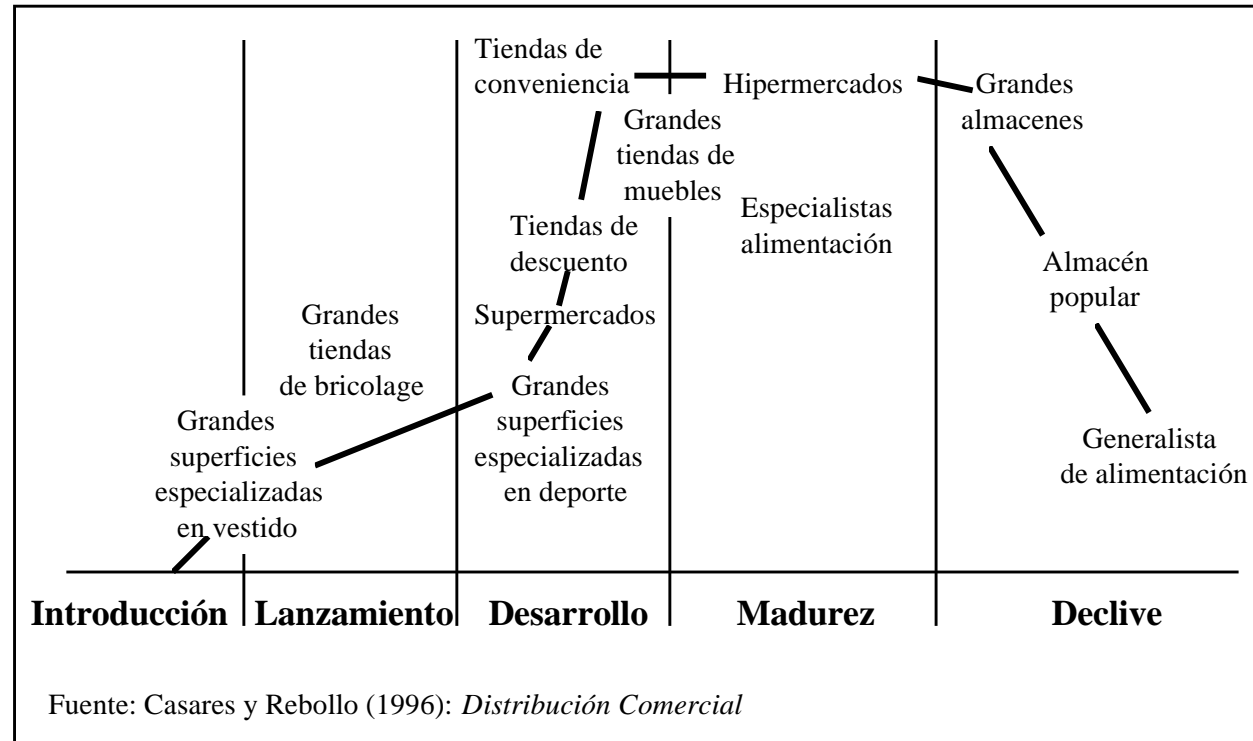 Tiendas de
conveniencia
Hipermercados
Grandes
almacenes
Grandes
tiendas de
muebles
Especialistas
alimentación
Tiendas de
descuento
Almacén
popular
Supermercados
Grandes
tiendas
de bricolage
Grandes
superficies
especializadas
en deporte
Grandes
superficies
especializadas
en vestido
Generalista
de alimentación
Introducción
Lanzamiento
Desarrollo
Madurez
Declive
Fuente: Casares y Rebollo (1996): Distribución Comercial